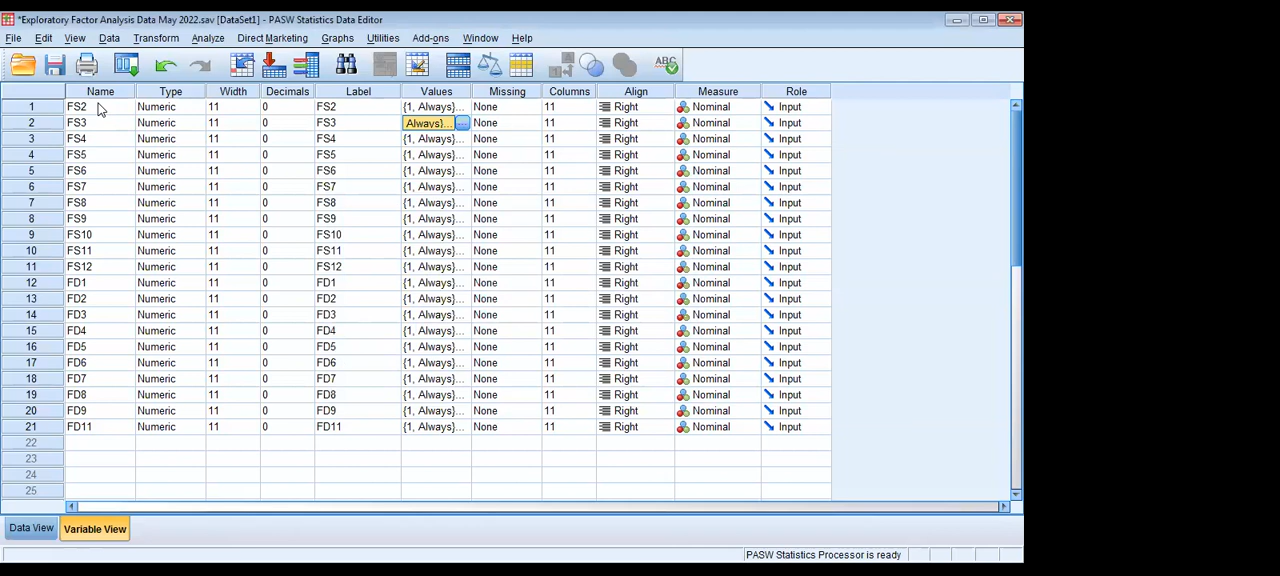 *Exploratory Factor Analysis Data May 2022.sav [DataSet1] - PASW Statistics Data Editor
File Edit View Data Transform Analyze Direct Marketing Graphs Utilities Add-ons Window Help
ABC
Name Type Width Decimals Label Values Missing Columns Align Measure Role
1 FS2 Numeric 11 0 FS2 {1, Always}... None 11 Right Nominal Input
2 FS3 Numeric 11 0 FS3 Always}... ... None 11 Right Nominal Input
3 FS4 Numeric 11 0 FS4 {1, Always}... None 11 Right Nominal Input
4 FS5 Numeric 11 0 FS5 {1, Always}... None 11 Right Nominal Input
5 FS6 Numeric 11 0 FS6 {1, Always}... None 11 Right Nominal Input
6 FS7 Numeric 11 0 FS7 {1, Always}... None 11 Right Nominal Input
7 FS8 Numeric 11 0 FS8 {1, Always}... None 11 Right Nominal Input
8 FS9 Numeric 11 0 FS9 {1, Always}... None 11 Right Nominal Input
9 FS10 Numeric 11 0 FS10 {1, Always}... None 11 Right Nominal Input
10 FS11 Numeric 11 0 FS11 {1, Always}... None 11 Right Nominal Input
11 FS12 Numeric 11 0 FS12 {1, Always}... None 11 Right Nominal Input
12 FD1 Numeric 11 0 FD1 {1, Always}... None 11 Right Nominal Input
13 FD2 Numeric 11 0 FD2 {1, Always}... None 11 Right Nominal Input
14 FD3 Numeric 11 0 FD3 {1, Always}... None 11 Right Nominal Input
15 FD4 Numeric 11 0 FD4 {1, Always}... None 11 Right Nominal Input
16 FD5 Numeric 11 0 FD5 {1, Always}... None 11 Right Nominal Input
17 FD6 Numeric 11 0 FD6 {1, Always}... None 11 Right Nominal Input
18 FD7 Numeric 11 0 FD7 {1, Always}... None 11 Right Nominal Input
19 FD8 Numeric 11 0 FD8 {1, Always}... None 11 Right Nominal Input
20 FD9 Numeric 11 0 FD9 {1, Always}... None 11 Right Nominal Input
21 FD11 Numeric 11 0 FD11 {1, Always}... None 11 Right Nominal Input
22
23
24
25
Data View Variable View
PASW Statistics Processor is ready